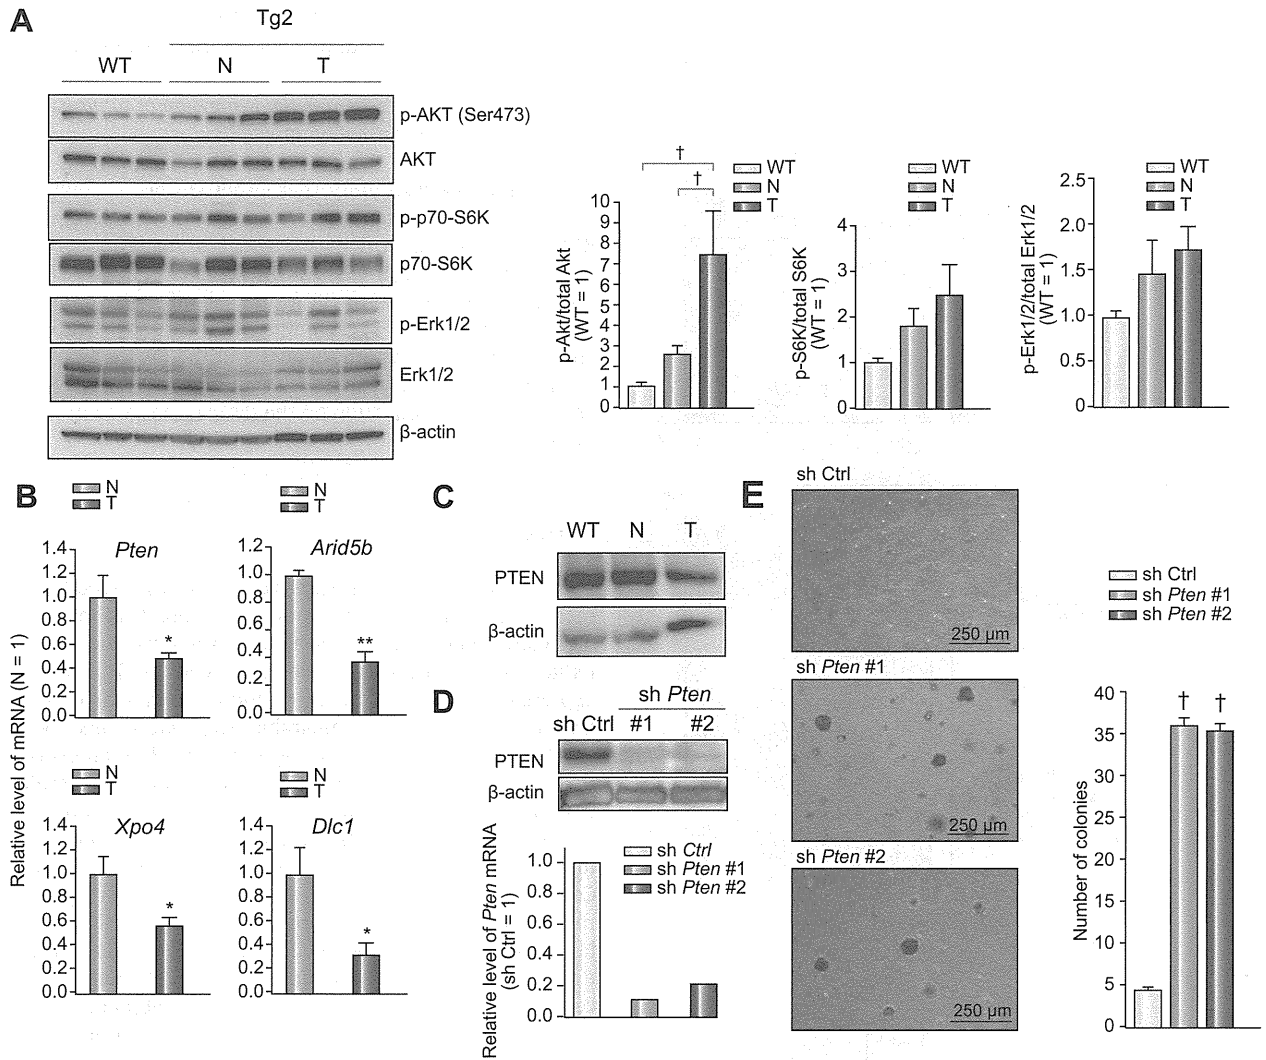 A
Tg2
WT N T
p-AKT (Ser473)
AKT
p-p70-S6K
p70-S6K
p-Erk1/2
Erk1/2
β-actin
p-Akt/total Akt
(WT = 1)
10
9
8
7
6
5
4
3
2
1
0
† 
†
WT
N
T
p-S6K/total S6K
(WT = 1)
4
3
2
1
0
WT
N
T
p-Erk1/2/total Erk1/2
(WT = 1)
2.5
2.0
1.5
1.0
0.5
0
WT
N
T
B
Relative level of mRNA (N = 1)
N
T
Pten
1.4
1.2
1.0
0.8
0.6
0.4
0.2
0.0
*
N
T
Arid5b
1.2
1.0
0.8
0.6
0.4
0.2
0.0
**
N
T
Xpo4
1.4
1.2
1.0
0.8
0.6
0.4
0.2
0.0
*
N
T
Dlc1
1.4
1.2
1.0
0.8
0.6
0.4
0.2
0.0
*
C
WT N T
PTEN
β-actin
D
sh Pten
sh Ctrl #1 #2
PTEN
β-actin
Relative level of Pten mRNA
(sh Ctrl = 1)
1.0
0.8
0.6
0.4
0.2
0.0
sh Ctrl
sh Pten #1
sh Pten #2
E
sh Ctrl
250 µm
sh Pten #1
250 µm
sh Pten #2
250 µm
sh Ctrl
sh Pten #1
sh Pten #2
Number of colonies
40
35
30
25
20
15
10
5
0
† †